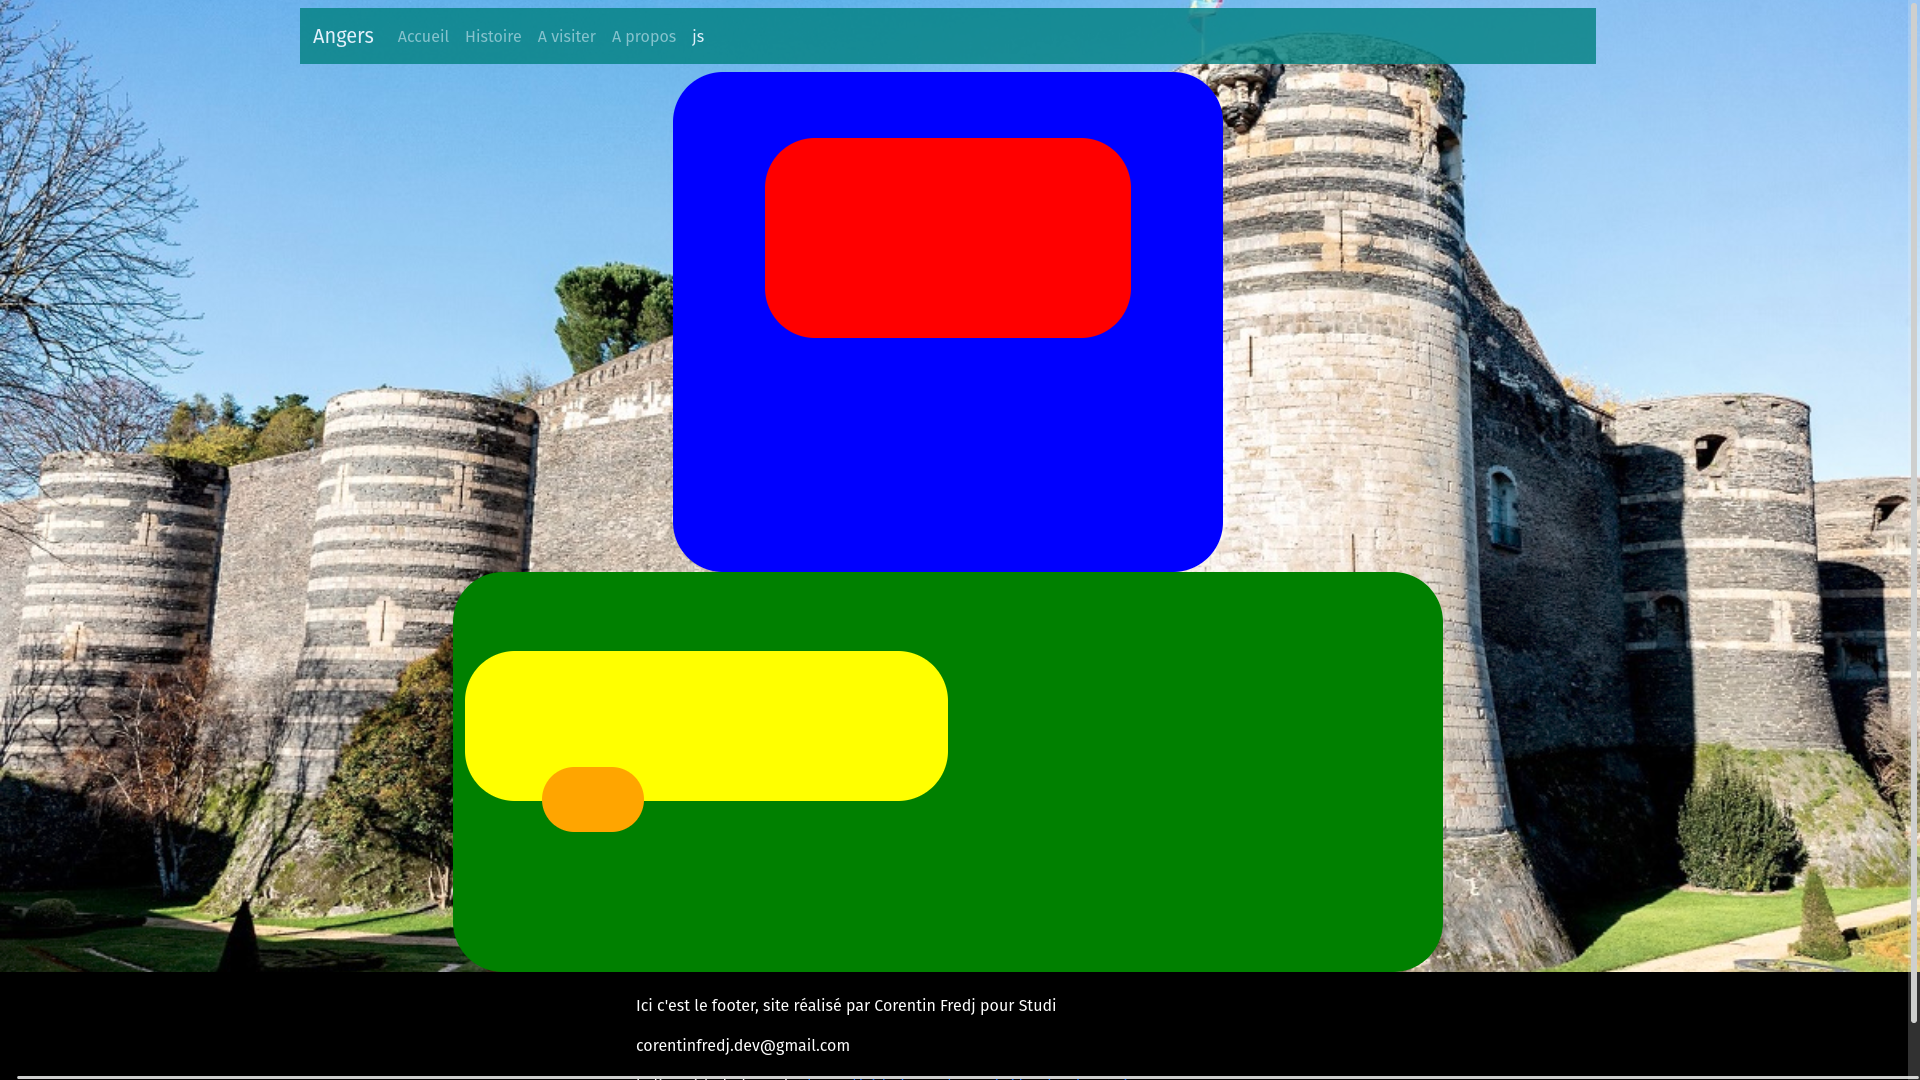 Angers Accueil Histoire A visiter A propos js
Ici c'est le footer, site réalisé par Corentin Fredj pour Studi
corentinfredj.dev@gmail.com